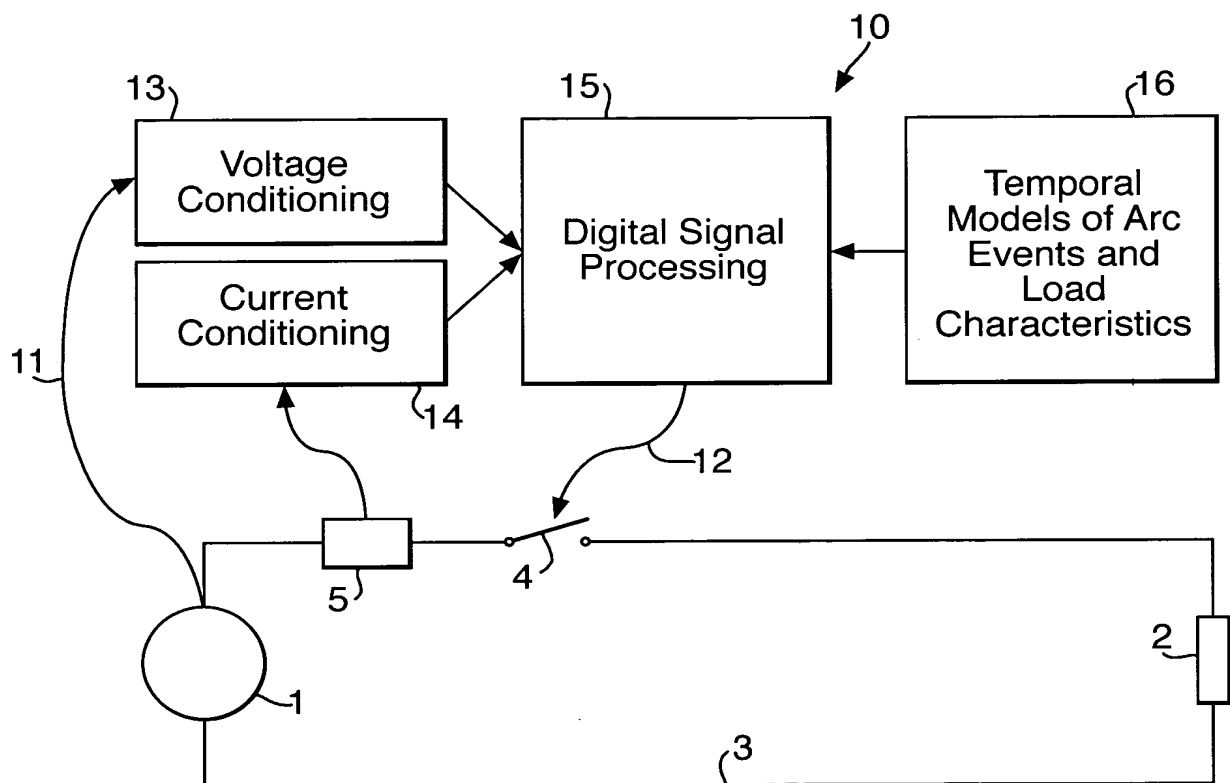 10
13
15
16
Voltage
Conditioning
Digital Signal
Processing
Temporal
Models of Arc
Events and
Load
Characteristics
Current
Conditioning
11
14
12
5
4
2
1
3